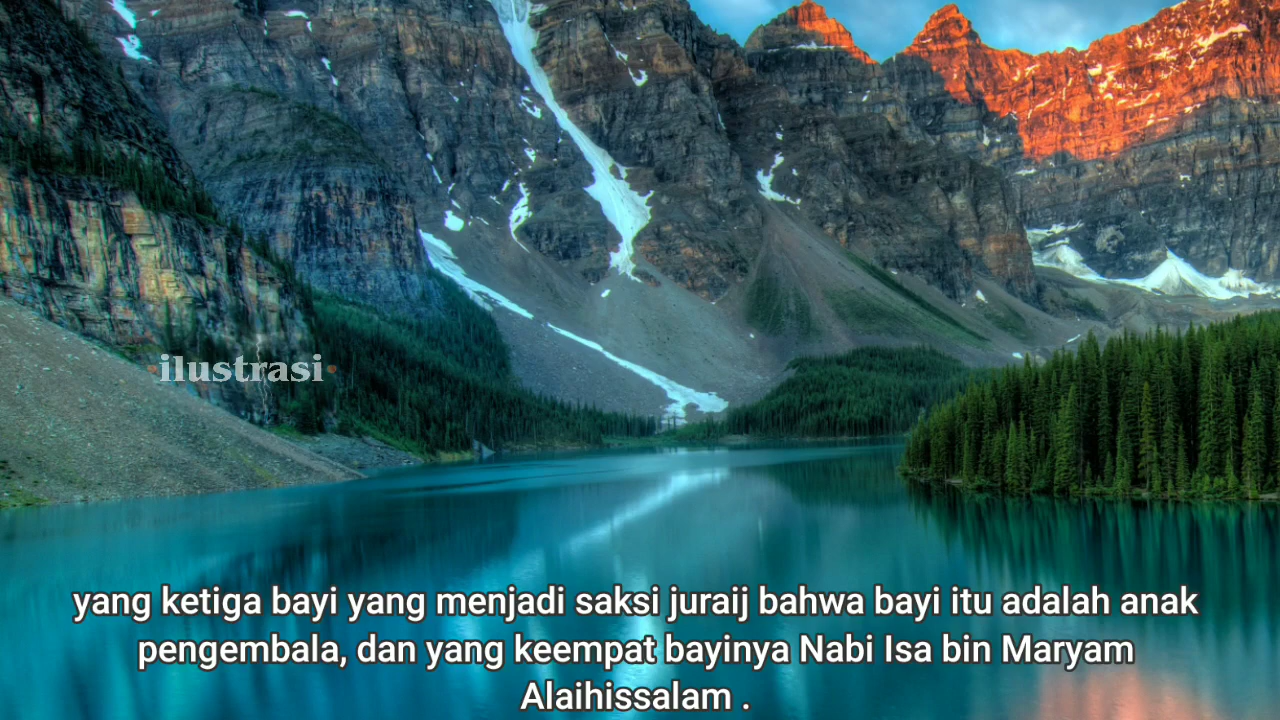 ilustrasi
yang ketiga bayi yang menjadi saksi juraij bahwa bayi itu adalah anak
pengembala, dan yang keempat bayinya Nabi Isa bin Maryam
Alaihissalam .